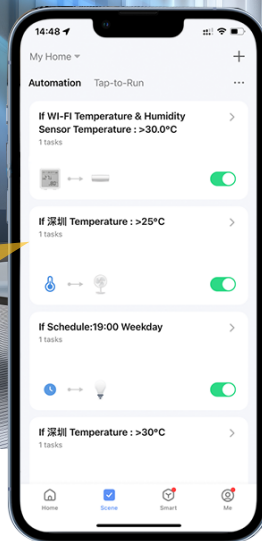 14:48
My Home
Automation Tap-to-Run
If WI-FI Temperature & Humidity
Sensor Temperature : >30.0°C
1 tasks
If 深圳 Temperature : >25°C
1 tasks
If Schedule:19:00 Weekday
1 tasks
If 深圳 Temperature : >30°C
1 tasks
Home Scene Smart Me